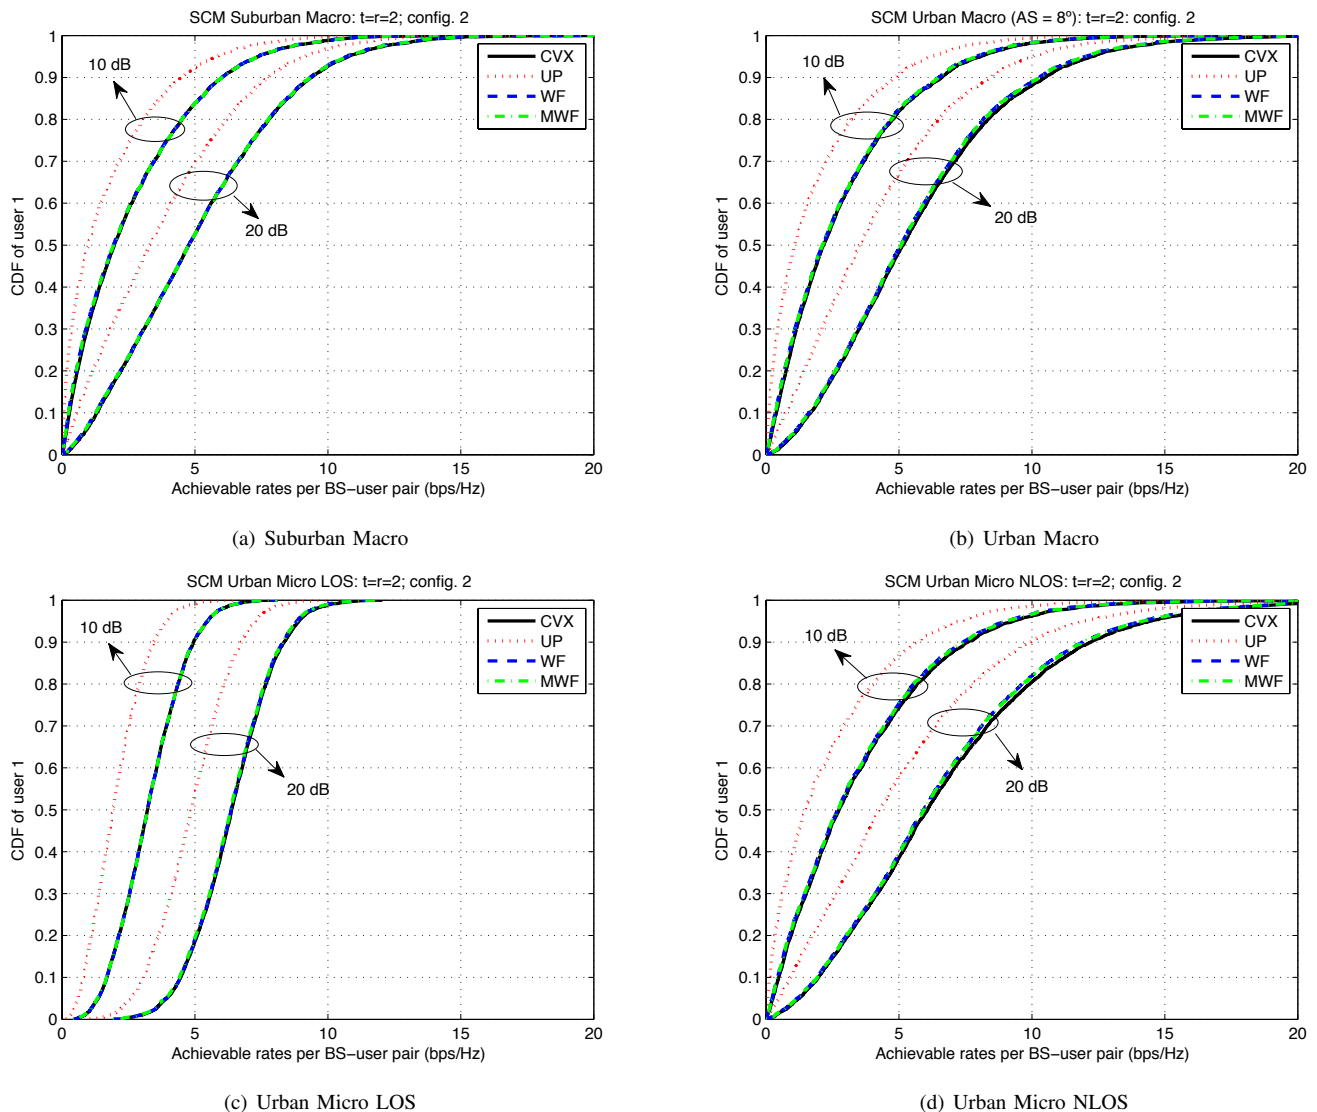 SCM Suburban Macro: t=r=2; config. 2
1
0.9
0.8
0.7
0.6
0.5
0.4
0.3
0.2
0.1
0
CDF of user 1
10 dB
20 dB
CVX
UP
WF
MWF
0 5 10 15 20
Achievable rates per BS−user pair (bps/Hz)
(a) Suburban Macro
SCM Urban Macro (AS = 8º): t=r=2: config. 2
1
0.9
0.8
0.7
0.6
0.5
0.4
0.3
0.2
0.1
0
CDF of user 1
10 dB
20 dB
CVX
UP
WF
MWF
0 5 10 15 20
Achievable rates per BS−user pair (bps/Hz)
(b) Urban Macro
SCM Urban Micro LOS: t=r=2; config. 2
1
0.9
0.8
0.7
0.6
0.5
0.4
0.3
0.2
0.1
0
CDF of user 1
10 dB
20 dB
CVX
UP
WF
MWF
0 5 10 15 20
Achievable rates per BS−user pair (bps/Hz)
(c) Urban Micro LOS
SCM Urban Micro NLOS: t=r=2; config. 2
1
0.9
0.8
0.7
0.6
0.5
0.4
0.3
0.2
0.1
0
CDF of user 1
10 dB
20 dB
CVX
UP
WF
MWF
0 5 10 15 20
Achievable rates per BS−user pair (bps/Hz)
(d) Urban Micro NLOS